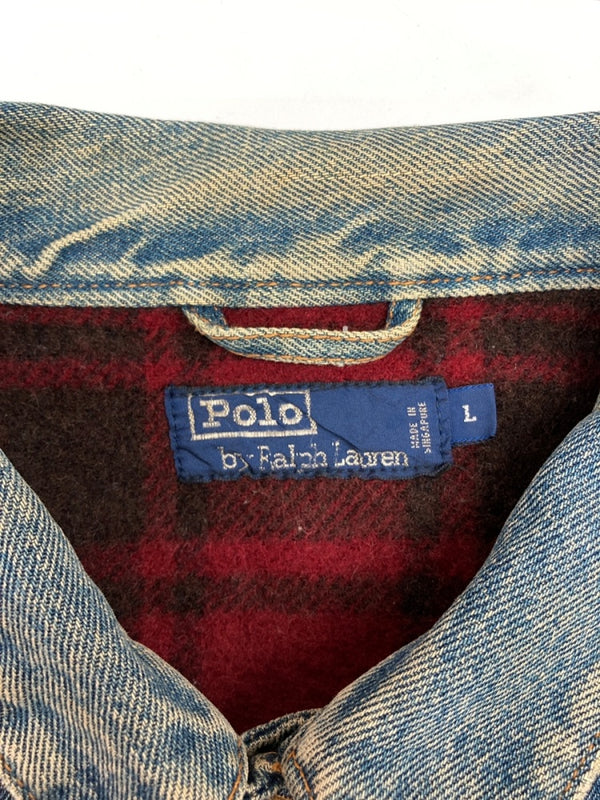 Polo
by Ralph Lauren
MADE IN
SINGAPORE
L